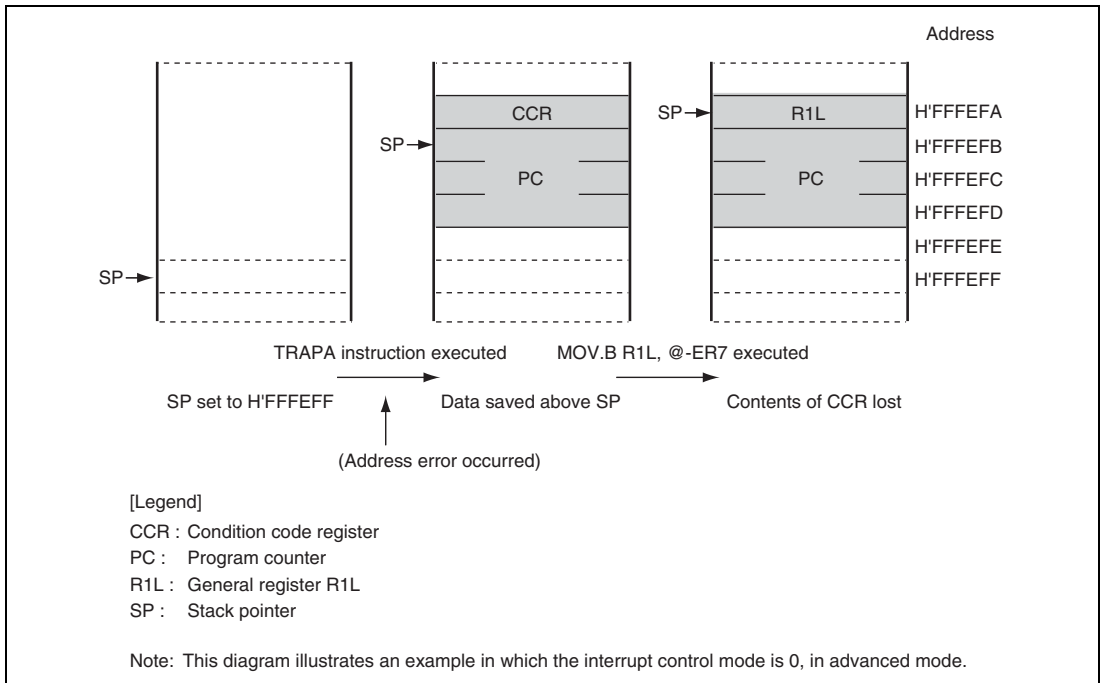 Address
CCR
SP
R1L
H'FFFEFA
SP
H'FFFEFB
PC
PC
H'FFFEFC
H'FFFEFD
H'FFFEFE
SP
H'FFFEFF
TRAPA instruction executed
MOV.B R1L, @-ER7 executed
SP set to H'FFFEFF
Data saved above SP
Contents of CCR lost
(Address error occurred)
[Legend]
CCR : Condition code register
PC : Program counter
R1L : General register R1L
SP : Stack pointer
Note: This diagram illustrates an example in which the interrupt control mode is 0, in advanced mode.